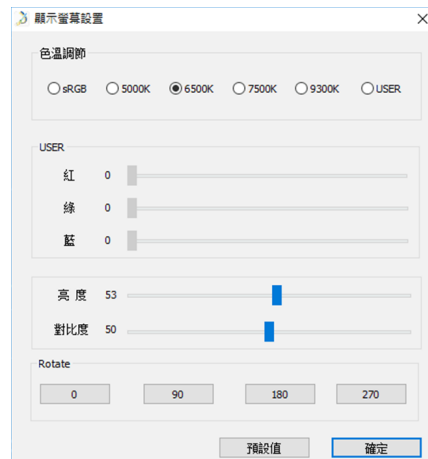 顯示螢幕設置
色溫調節
sRGB 5000K 6500K 7500K 9300K USER
USER
紅 0
綠 0
藍 0
亮 度 53
對比度 50
Rotate
0 90 180 270
預設值 確定